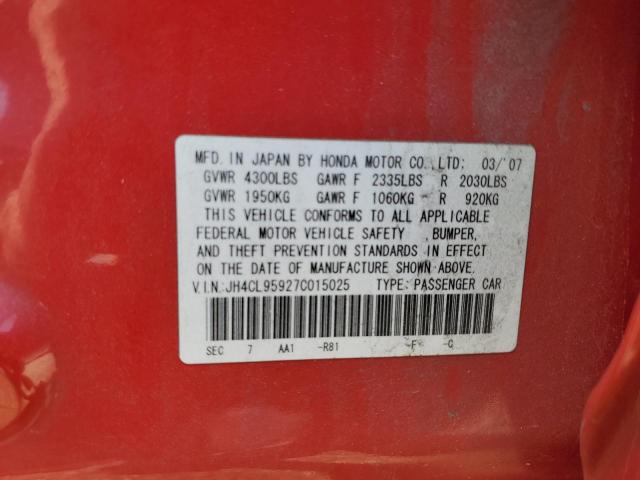 MFD. IN JAPAN BY HONDA MOTOR CO.,LTD: 03/'07
GVWR 4300LBS GAWR F 2335LBS R 2030LBS
GVWR 1950KG GAWR F 1060KG R 920KG
THIS VEHICLE CONFORMS TO ALL APPLICABLE
FEDERAL MOTOR VEHICLE SAFETY ,BUMPER,
AND THEFT PREVENTION STANDARDS IN EFFECT
ON THE DATE OF MANUFACTURE SHOWN ABOVE.
V.I.N.:JH4CL95927C015025 TYPE: PASSENGER CAR
SEC 7 AA1 -R81 -F -C